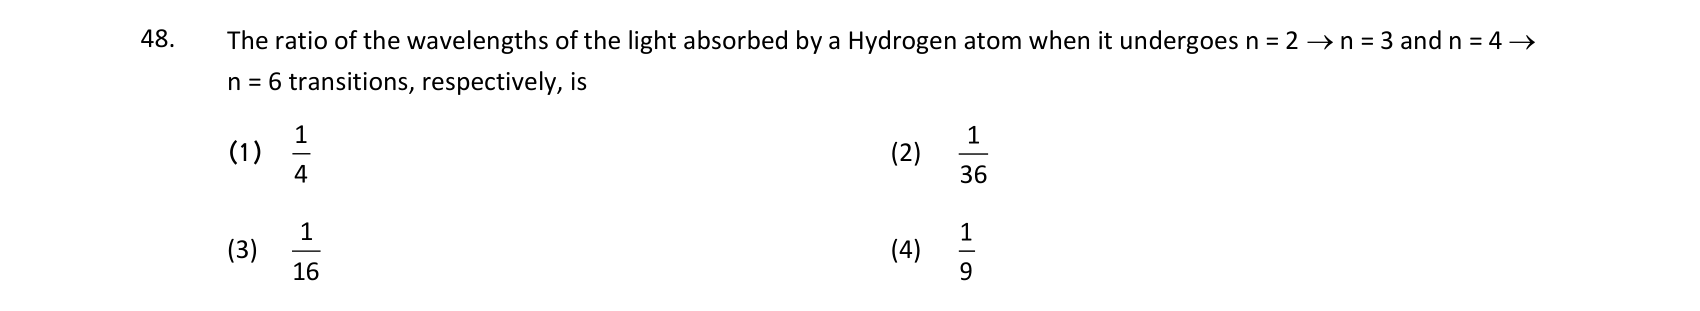 48. The ratio of the wavelengths of the light absorbed by a Hydrogen atom when it undergoes n = 2 → n = 3 and n = 4 →
n = 6 transitions, respectively, is
(1) 1/4 (2) 1/36
(3) 1/16 (4) 1/9